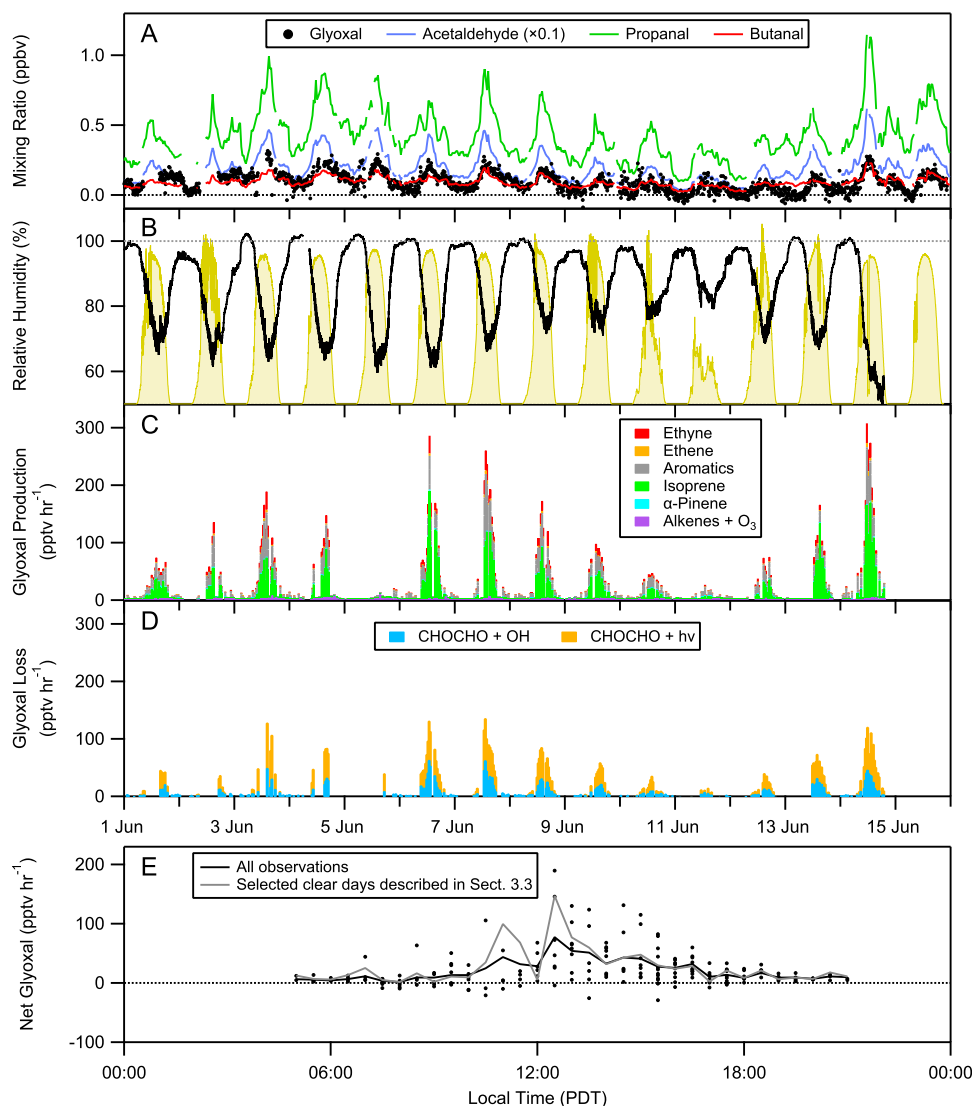 A
Glyoxal
Acetaldehyde (×0.1)
Propanal
Butanal
1.0
0.5
0.0
Mixing Ratio (ppbv)
B
100
80
60
Relative Humidity (%)
C
Ethyne
Ethene
Aromatics
Isoprene
α-Pinene
Alkenes + O3
300
200
100
0
Glyoxal Production
(pptv hr-1)
D
CHOCHO + OH
CHOCHO + hv
300
200
100
0
Glyoxal Loss
(pptv hr-1)
1 Jun
3 Jun
5 Jun
7 Jun
9 Jun
11 Jun
13 Jun
15 Jun
E
All observations
Selected clear days described in Sect. 3.3
200
100
0
-100
Net Glyoxal (pptv hr-1)
00:00
06:00
12:00
18:00
00:00
Local Time (PDT)